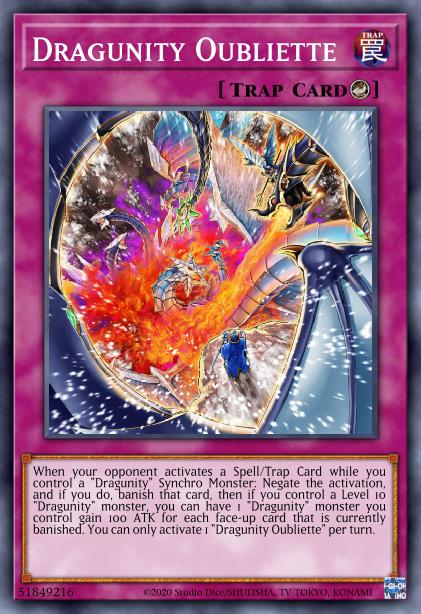 DRAGUNITY OUBLIETTE
TRAP
罠
[TRAP CARD]
When your opponent activates a Spell/Trap Card while you
control a "Dragunity" Synchro Monster: Negate the activation,
and if you do, banish that card, then if you control a Level 10
"Dragunity" monster, you can have 1 "Dragunity" monster you
control gain 100 ATK for each face-up card that is currently
banished. You can only activate 1 "Dragunity Oubliette" per turn.
51849216
©2020 Studio Dice/SHUEISHA, TV TOKYO, KONAMI